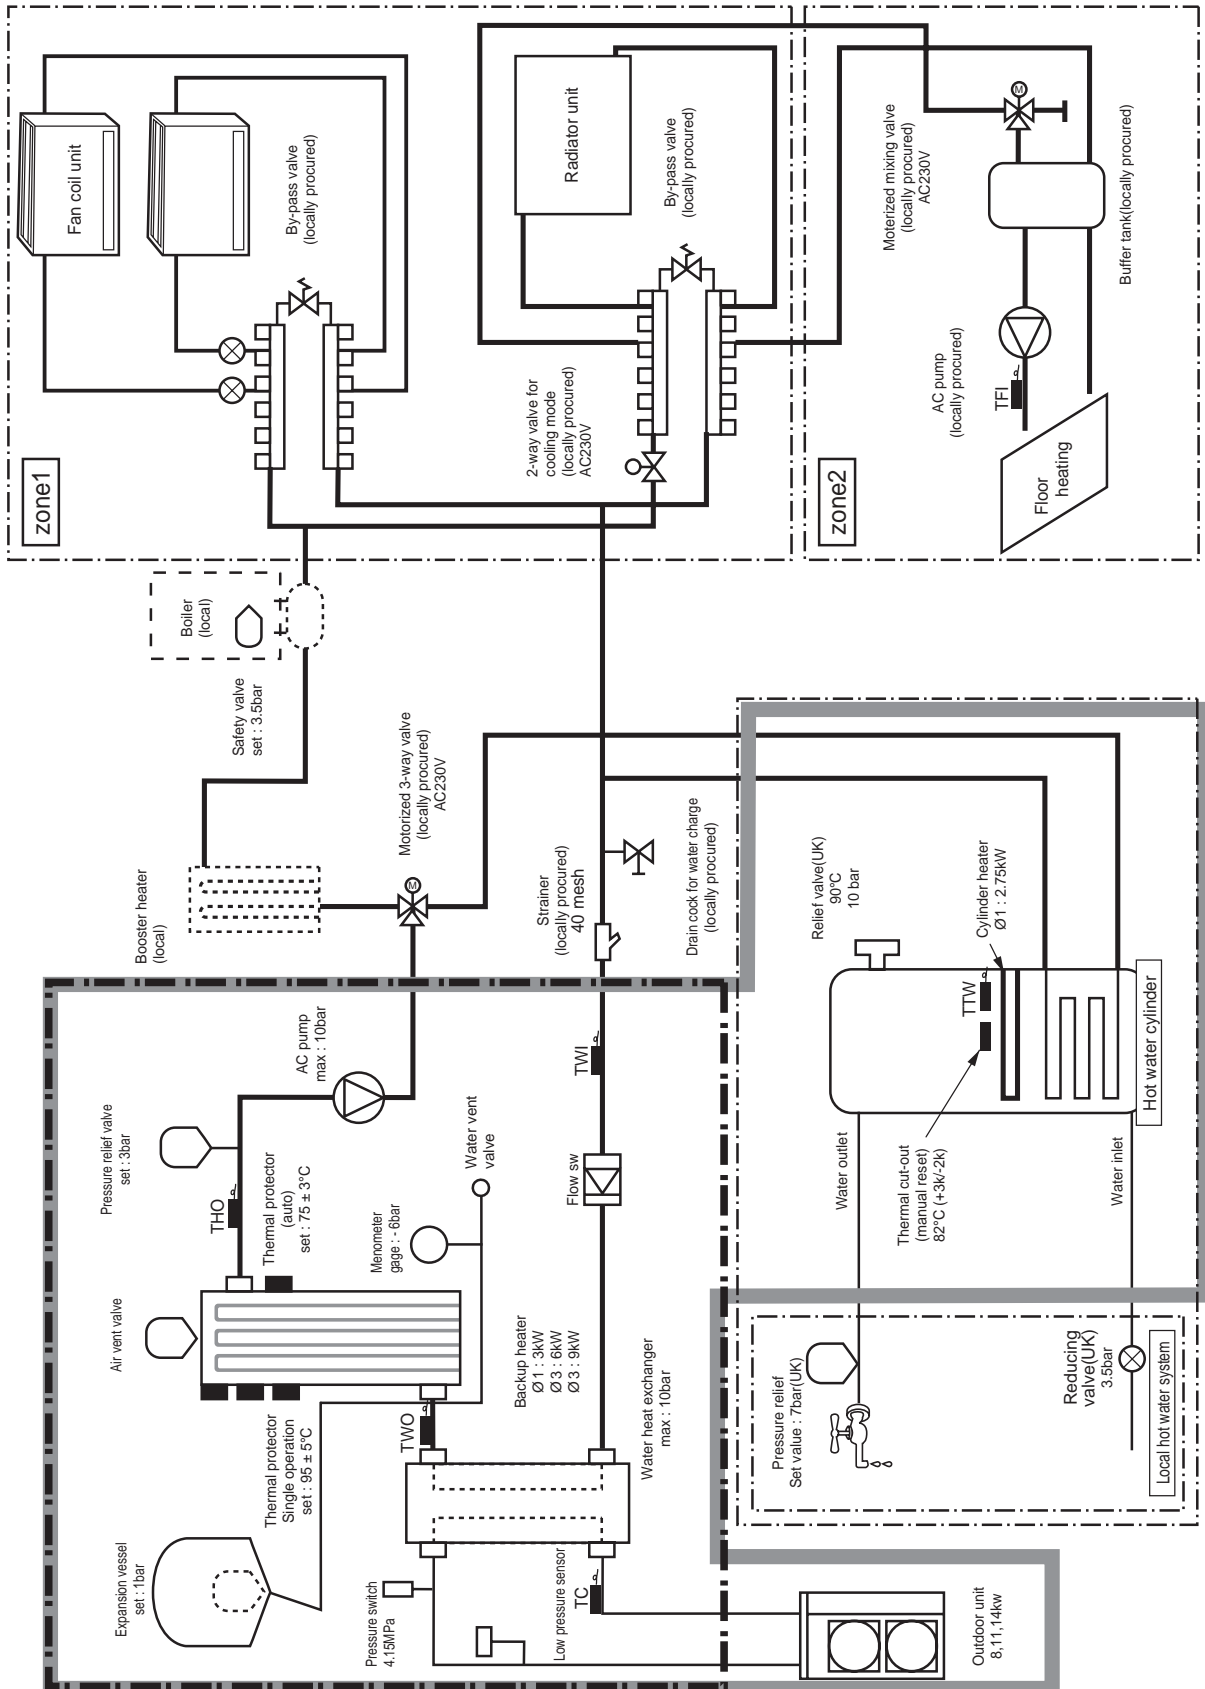 Fan coil unit
By-pass valve
(locally procured)
zone1
Radiator unit
By-pass valve
(locally procured)
2-way valve for
cooling mode
(locally procured)
AC230V
Moterized mixing valve
(locally procured)
AC230V
M
Buffer tank(locally procured)
AC pump
(locally procured)
TFI
Floor
heating
zone2
Boiler
(local)
Safety valve
set : 3.5bar
Booster heater
(local)
Motorized 3-way valve
(locally procured)
AC230V
M
Strainer
(locally procured)
40 mesh
Drain cock for water charge
(locally procured)
Relief valve(UK)
90°C
10 bar
Cylinder heater
Ø1 : 2.75kW
TTW
Hot water cylinder
Thermal cut-out
(manual reset)
82°C (+3k/-2k)
Water outlet
Water inlet
AC pump
max : 10bar
Pressure relief valve
set : 3bar
THO
Thermal protector
(auto)
set : 75 ± 3°C
Air vent valve
Menometer
gage : - 6bar
Water vent
valve
TWI
Flow sw
Backup heater
Ø 1 : 3kW
Ø 3 : 6kW
Ø 3 : 9kW
Water heat exchanger
max : 10bar
TWO
Thermal protector
Single operation
set : 95 ± 5°C
Expansion vessel
set : 1bar
Pressure switch
4.15MPa
Low pressure sensor
TC
Outdoor unit
8,11,14kw
Pressure relief
Set value : 7bar(UK)
Reducing
valve(UK)
3.5bar
Local hot water system